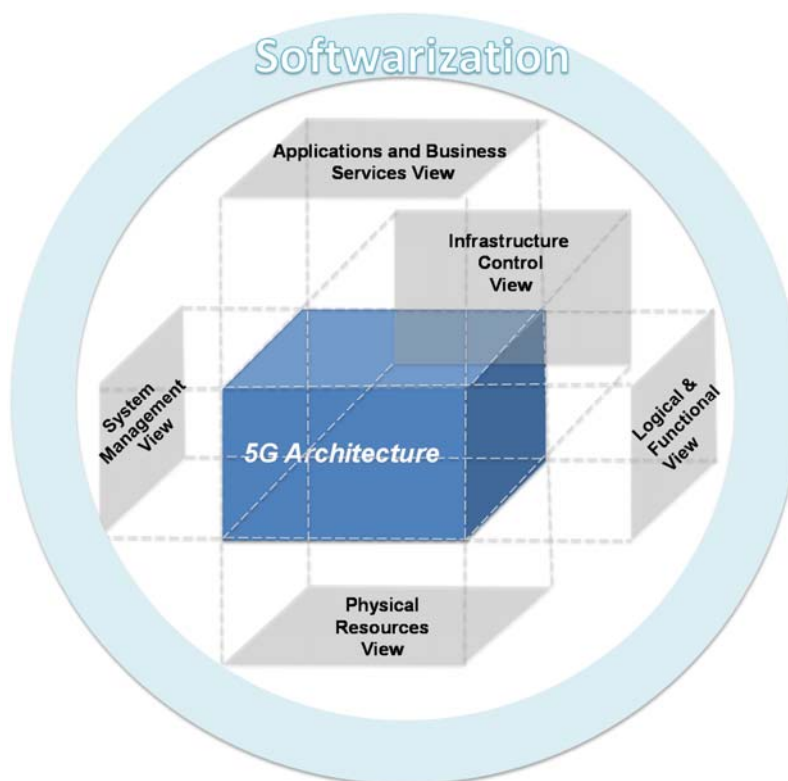 Softwarization
Applications and Business
Services View
Infrastructure
Control
View
System
Management
View
5G Architecture
Logical &
Functional
View
Physical
Resources
View